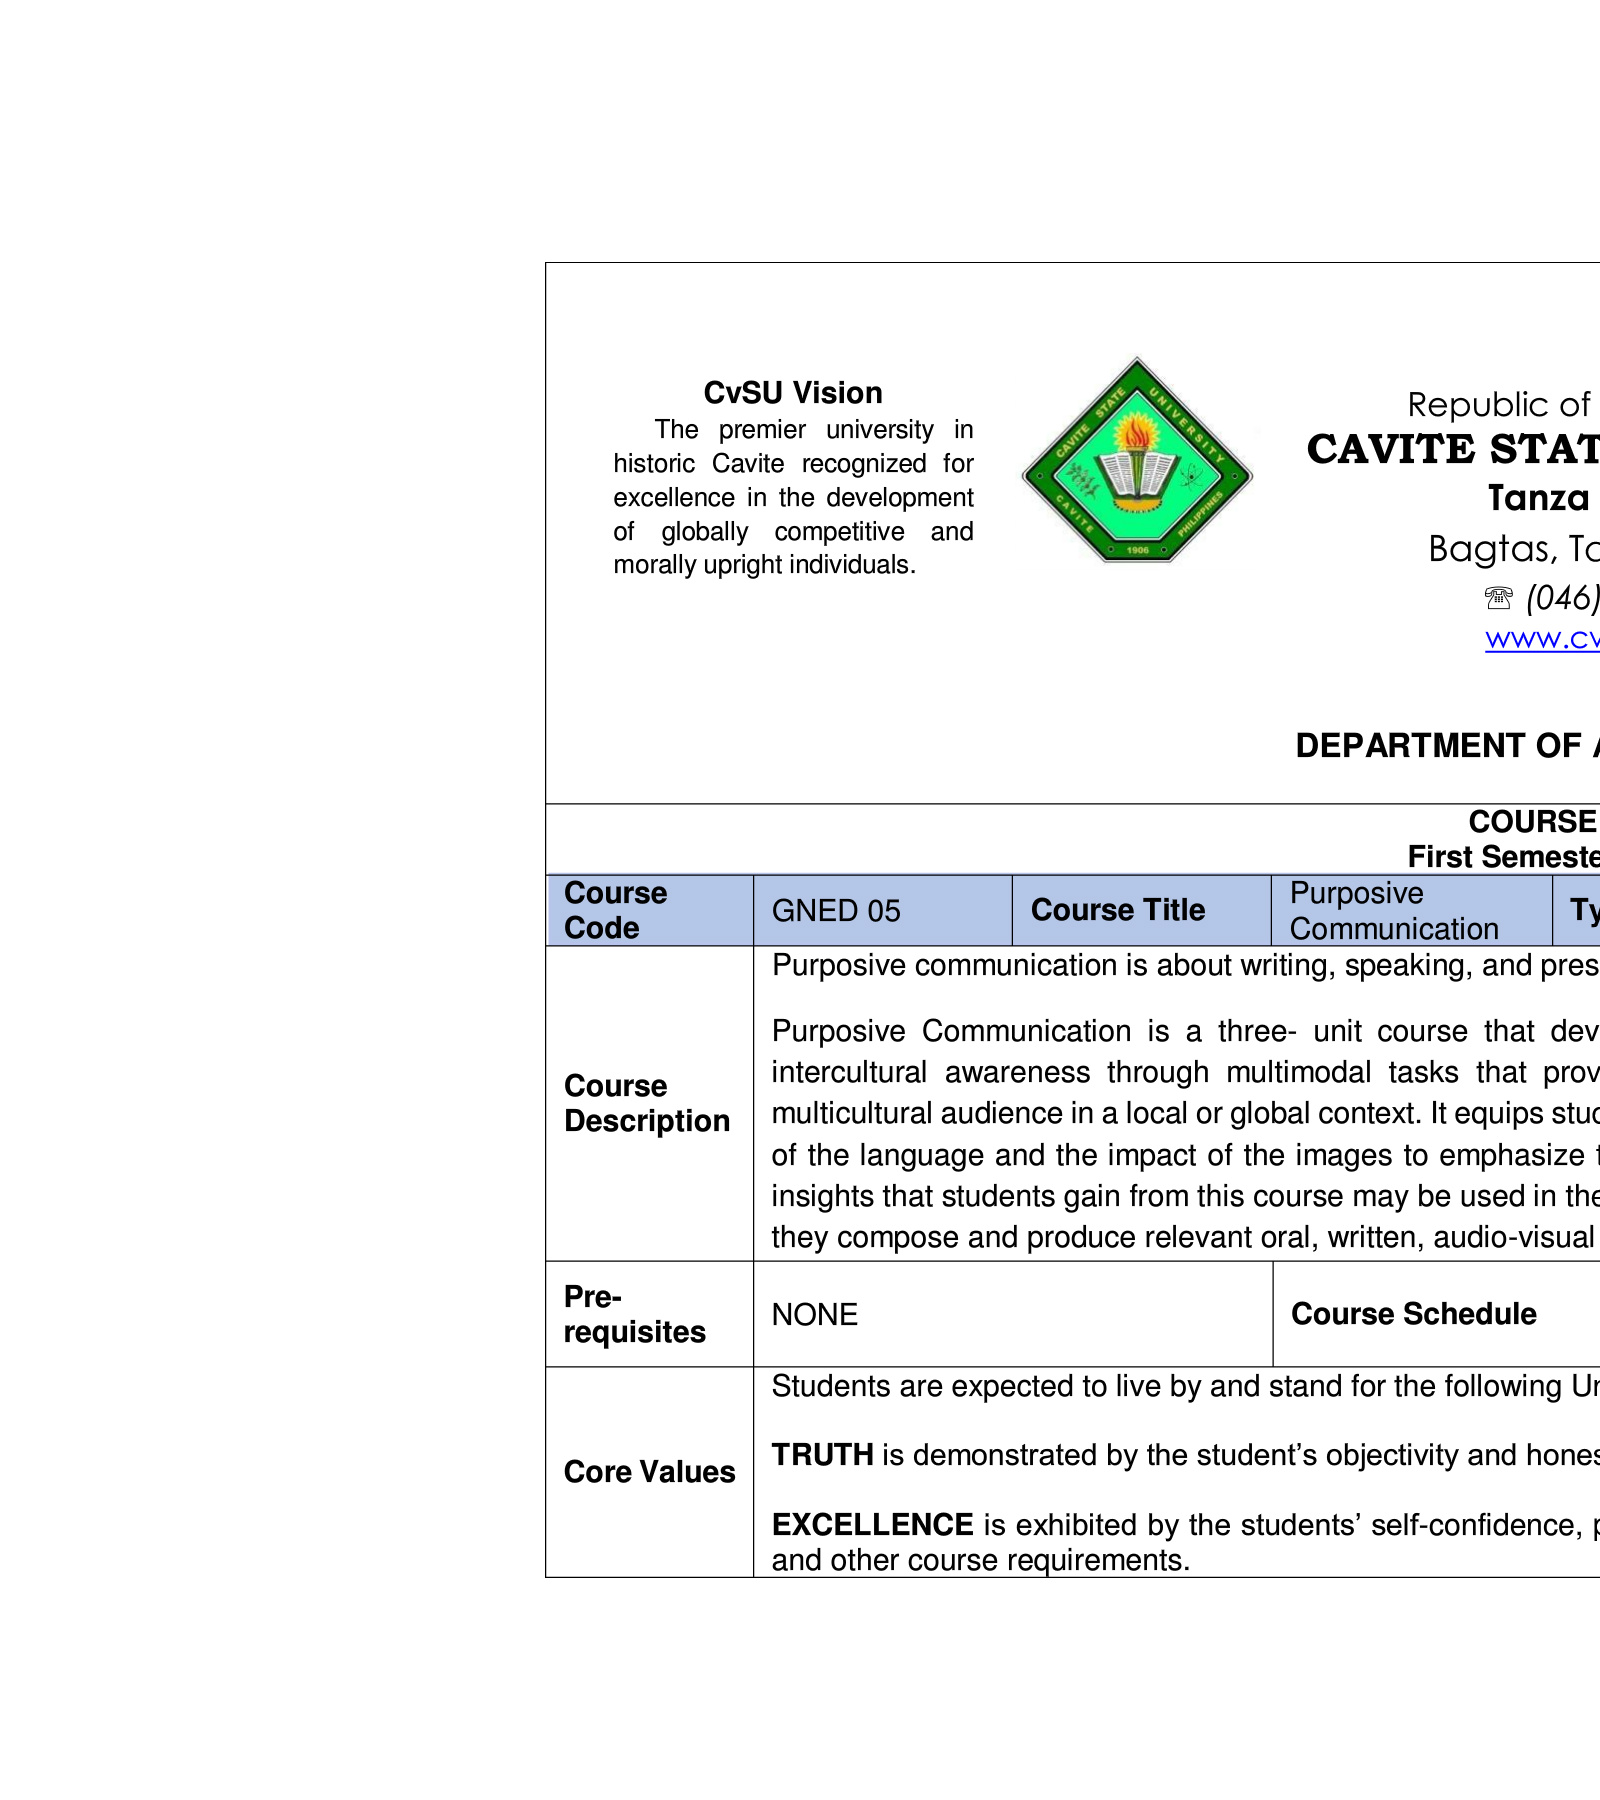 CvSU Vision
The premier university in
historic Cavite recognized for
excellence in the development
of globally competitive and
morally upright individuals.
CAVITE STATE UNIVERSITY
CAVITE
PHILIPPINES
1906
Republic of
CAVITE STAT
Tanza
Bagtas, Ta
☏ (046)
www.cv
DEPARTMENT OF A
COURSE
First Semeste
Course
Code
GNED 05
Course Title
Purposive
Communication
Ty
Purposive communication is about writing, speaking, and pres
Course
Description
Purposive Communication is a three- unit course that dev
intercultural awareness through multimodal tasks that prov
multicultural audience in a local or global context. It equips stud
of the language and the impact of the images to emphasize t
insights that students gain from this course may be used in the
they compose and produce relevant oral, written, audio-visual
Pre-
requisites
NONE
Course Schedule
Core Values
Students are expected to live by and stand for the following Un
TRUTH is demonstrated by the student’s objectivity and hones
EXCELLENCE is exhibited by the students’ self-confidence, p
and other course requirements.